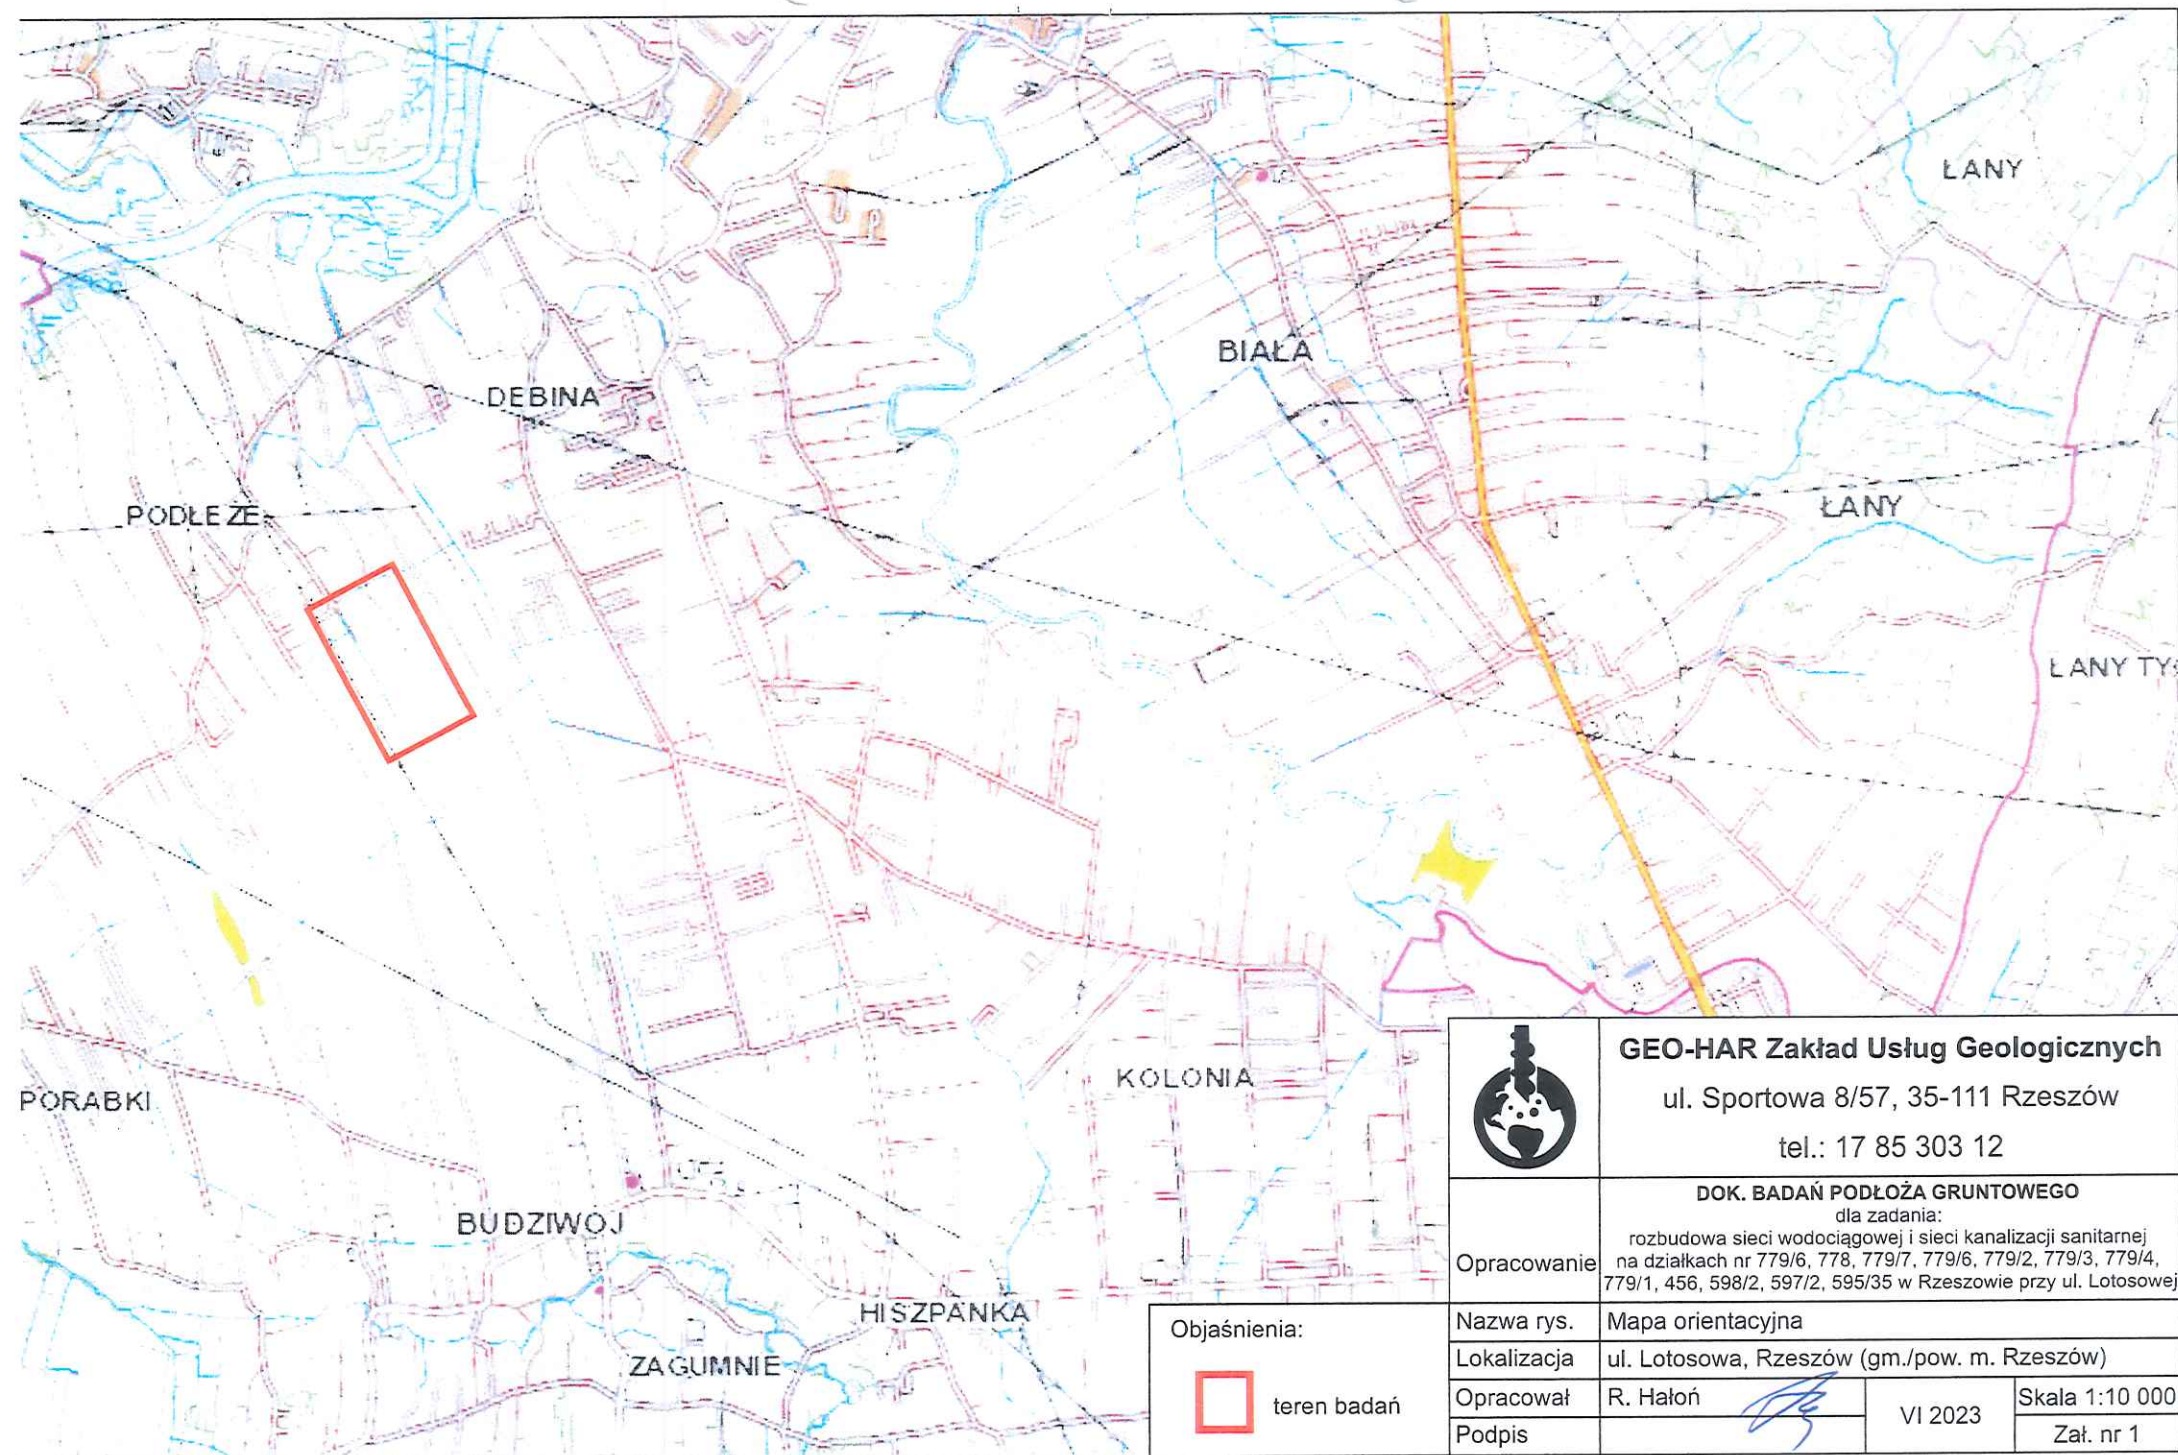 ŁANY
BIAŁA
DEBINA
PODLEZE
ŁANY
ŁANY TY
KOLONIA
PORABKI
BUDZIWOJ
HISZPANKA
ZAGUMNIE
GEO-HAR Zakład Usług Geologicznych
ul. Sportowa 8/57, 35-111 Rzeszów
tel.: 17 85 303 12
Opracowanie
DOK. BADAŃ PODŁOŻA GRUNTOWEGO
dla zadania:
rozbudowa sieci wodociągowej i sieci kanalizacji sanitarnej
na działkach nr 779/6, 778, 779/7, 779/6, 779/2, 779/3, 779/4,
779/1, 456, 598/2, 597/2, 595/35 w Rzeszowie przy ul. Lotosowej
Nazwa rys. Mapa orientacyjna
Lokalizacja ul. Lotosowa, Rzeszów (gm./pow. m. Rzeszów)
Opracował R. Hałoń
Podpis
VI 2023
Skala 1:10 000
Zał. nr 1
Objaśnienia:
teren badań